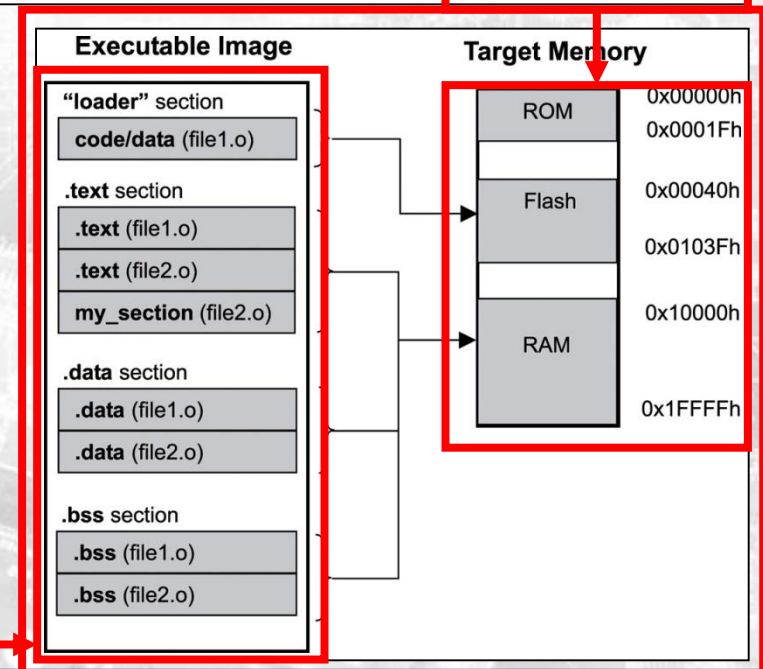 Executable Image
Target Memory
“loader” section
code/data (file1.o)
.text section
.text (file1.o)
.text (file2.o)
my_section (file2.o)
.data section
.data (file1.o)
.data (file2.o)
.bss section
.bss (file1.o)
.bss (file2.o)
ROM
0x00000h
0x0001Fh
Flash
0x00040h
0x0103Fh
RAM
0x10000h
0x1FFFFh